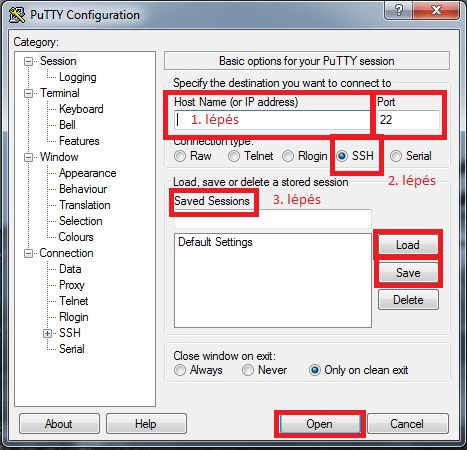 PuTTY Configuration
Category:
Session
Logging
Terminal
Keyboard
Bell
Features
Window
Appearance
Behaviour
Translation
Selection
Colours
Connection
Data
Proxy
Telnet
Rlogin
SSH
Serial
Basic options for your PuTTY session
Specify the destination you want to connect to
Host Name (or IP address) Port
1. lépés 22
Connection type:
Raw Telnet Rlogin SSH Serial
2. lépés
Load, save or delete a stored session
Saved Sessions 3. lépés
Default Settings
Load
Save
Delete
Close window on exit:
Always Never Only on clean exit
About Help Open Cancel